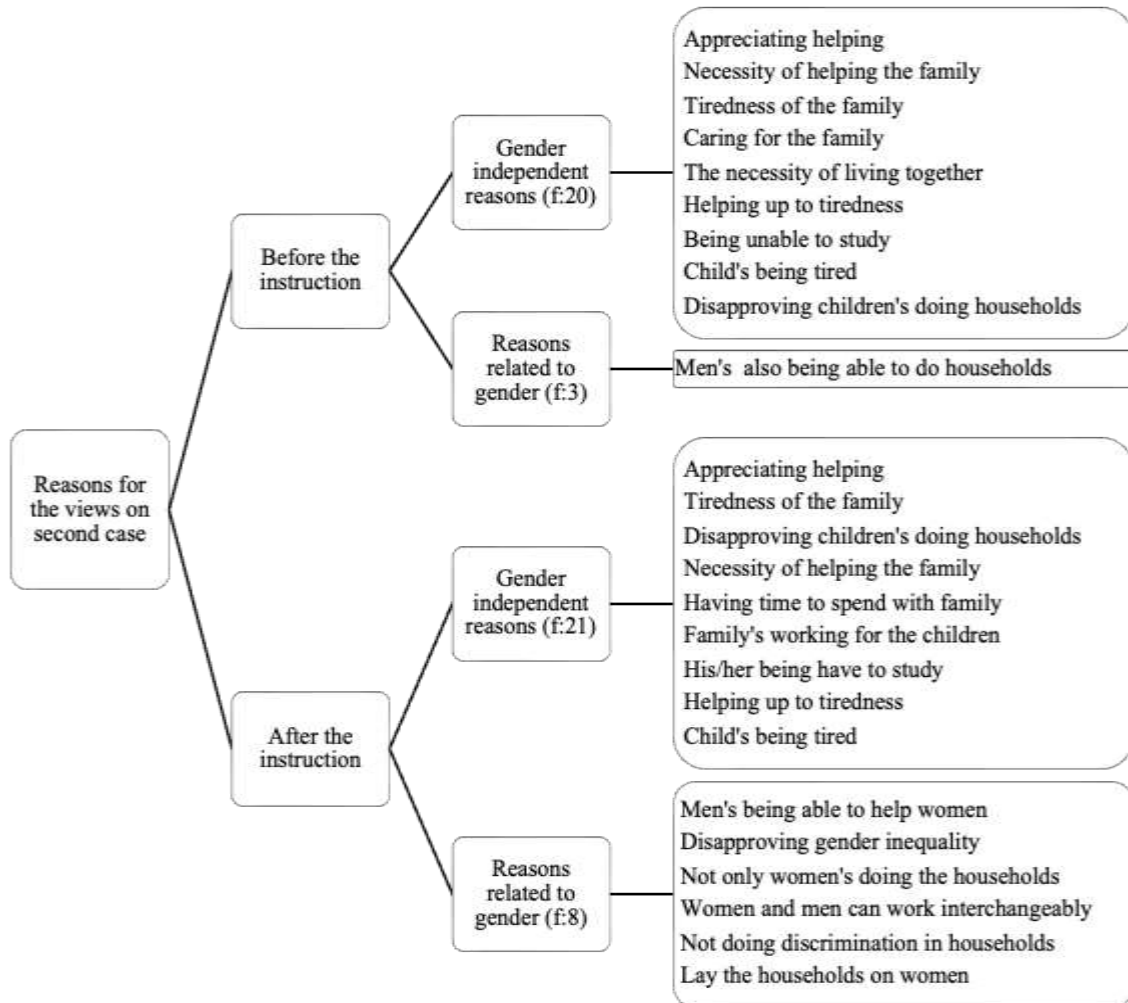 Reasons for
the views on
second case
Before the
instruction
Gender
independent
reasons (f:20)
Appreciating helping
Necessity of helping the family
Tiredness of the family
Caring for the family
The necessity of living together
Helping up to tiredness
Being unable to study
Child's being tired
Disapproving children's doing households
Reasons
related to
gender (f:3)
Men's also being able to do households
After the
instruction
Gender
independent
reasons (f:21)
Appreciating helping
Tiredness of the family
Disapproving children's doing households
Necessity of helping the family
Having time to spend with family
Family's working for the children
His/her being have to study
Helping up to tiredness
Child's being tired
Reasons
related to
gender (f:8)
Men's being able to help women
Disapproving gender inequality
Not only women's doing the households
Women and men can work interchangeably
Not doing discrimination in households
Lay the households on women